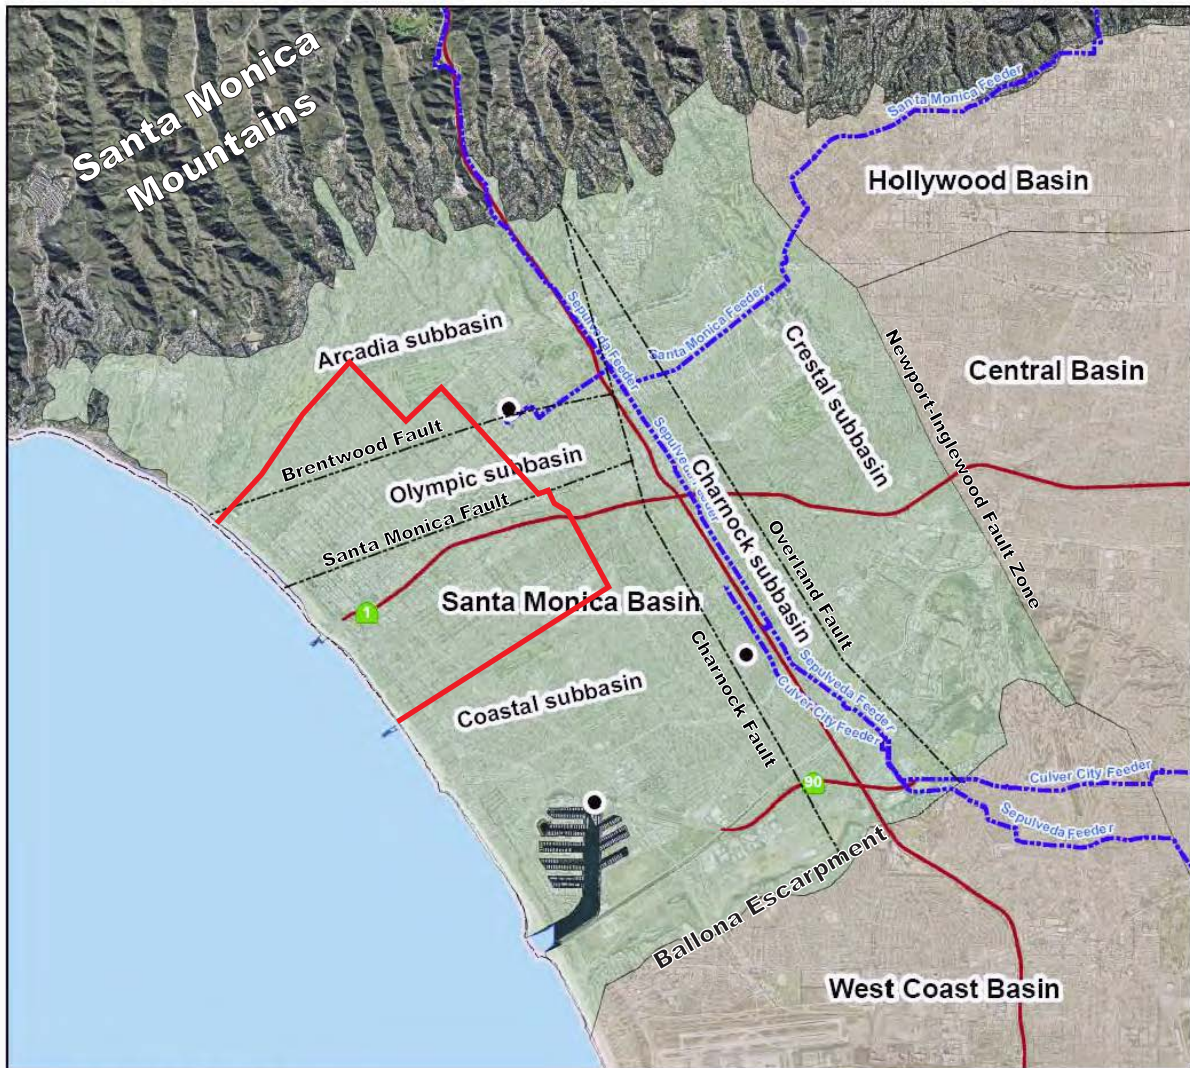 Santa Monica
Mountains
Santa Monica Feeder
Hollywood Basin
Sepulveda Feeder
Santa Monica Feeder
Arcadia subbasin
Crestal subbasin
Newport-Inglewood Fault Zone
Central Basin
Brentwood Fault
Olympic subbasin
Sepulveda Feeder
Charnock subbasin
Santa Monica Fault
Overland Fault
1
Santa Monica Basin
Charnock Fault
Coastal subbasin
Sepulveda Feeder
Culver City Feeder
90
Culver City Feeder
Sepulveda Feeder
Ballona Escarpment
West Coast Basin